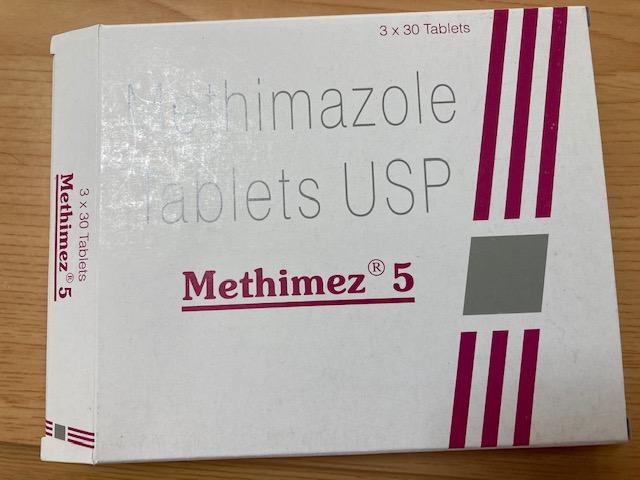 3 x 30 Tablets
Methimazole
Tablets USP
Methimez® 5
3 x 30 Tablets
Methimez® 5